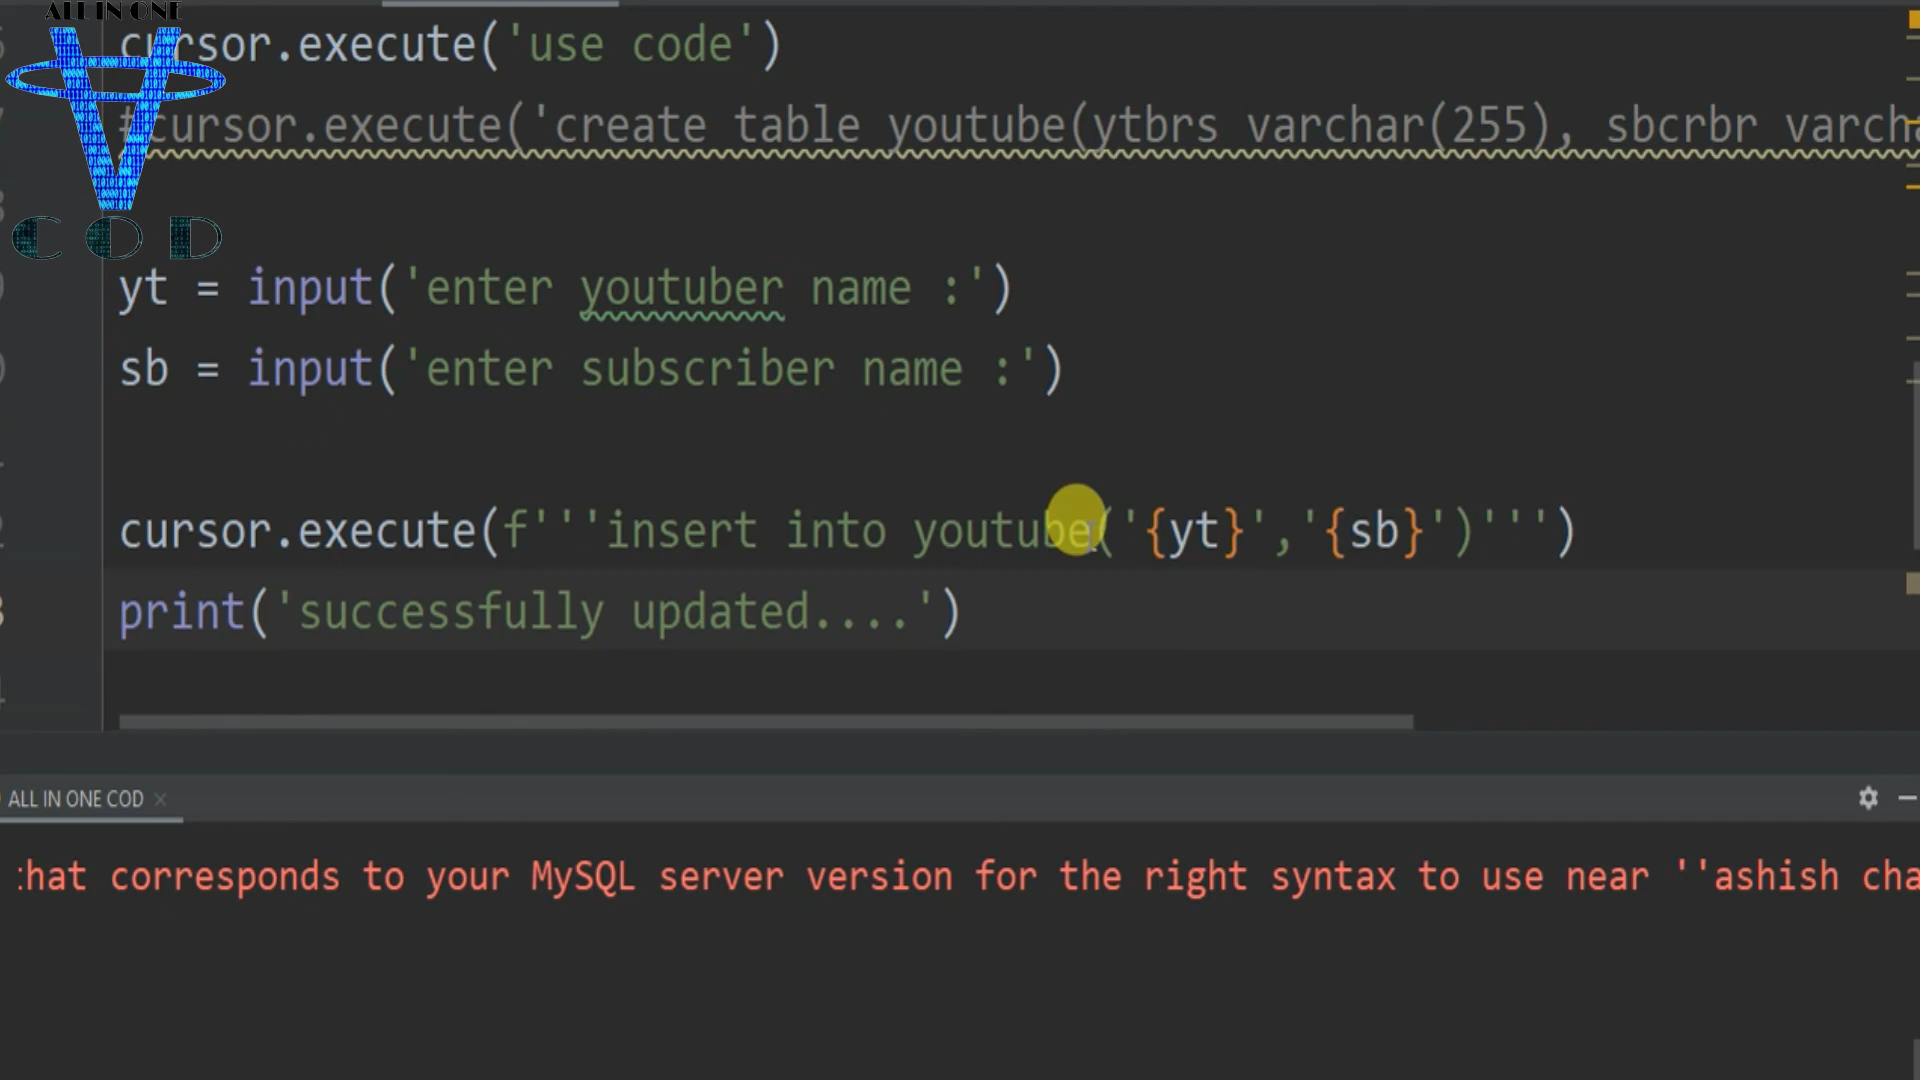 ALL IN ONE
COD
cursor.execute('use code')
#cursor.execute('create table youtube(ytbrs varchar(255), sbcrbr varcha
yt = input('enter youtuber name :')
sb = input('enter subscriber name :')
cursor.execute(f'''insert into youtube('{yt}','{sb}')''')
print('successfully updated....')
ALL IN ONE COD
hat corresponds to your MySQL server version for the right syntax to use near ''ashish cha